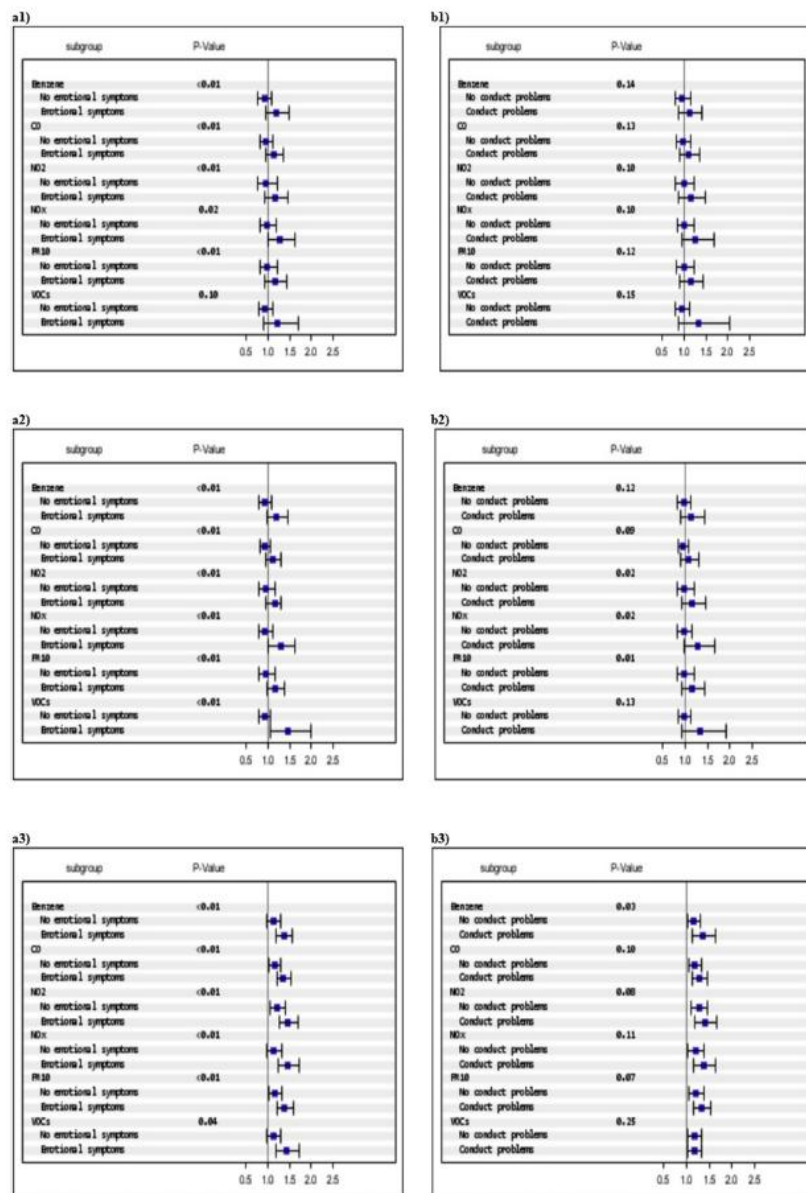 a1)
subgroup P-Value
Benzene <0.01
No emotional symptoms
Emotional symptoms
CO <0.01
No emotional symptoms
Emotional symptoms
NO2 <0.01
No emotional symptoms
Emotional symptoms
NOx 0.02
No emotional symptoms
Emotional symptoms
PM10 <0.01
No emotional symptoms
Emotional symptoms
VOCs 0.10
No emotional symptoms
Emotional symptoms
0.5 1.0 1.5 2.0 2.5
b1)
subgroup P-Value
Benzene 0.14
No conduct problems
Conduct problems
CO 0.13
No conduct problems
Conduct problems
NO2 0.10
No conduct problems
Conduct problems
NOx 0.10
No conduct problems
Conduct problems
PM10 0.12
No conduct problems
Conduct problems
VOCs 0.15
No conduct problems
Conduct problems
0.5 1.0 1.5 2.0 2.5
a2)
subgroup P-Value
Benzene <0.01
No emotional symptoms
Emotional symptoms
CO <0.01
No emotional symptoms
Emotional symptoms
NO2 <0.01
No emotional symptoms
Emotional symptoms
NOx <0.01
No emotional symptoms
Emotional symptoms
PM10 <0.01
No emotional symptoms
Emotional symptoms
VOCs <0.01
No emotional symptoms
Emotional symptoms
0.5 1.0 1.5 2.0 2.5
b2)
subgroup P-Value
Benzene 0.12
No conduct problems
Conduct problems
CO 0.09
No conduct problems
Conduct problems
NO2 0.02
No conduct problems
Conduct problems
NOx 0.02
No conduct problems
Conduct problems
PM10 0.01
No conduct problems
Conduct problems
VOCs 0.13
No conduct problems
Conduct problems
0.5 1.0 1.5 2.0 2.5
a3)
subgroup P-Value
Benzene <0.01
No emotional symptoms
Emotional symptoms
CO <0.01
No emotional symptoms
Emotional symptoms
NO2 <0.01
No emotional symptoms
Emotional symptoms
NOx <0.01
No emotional symptoms
Emotional symptoms
PM10 <0.01
No emotional symptoms
Emotional symptoms
VOCs 0.04
No emotional symptoms
Emotional symptoms
0.5 1.0 1.5 2.0 2.5
b3)
subgroup P-Value
Benzene 0.03
No conduct problems
Conduct problems
CO 0.10
No conduct problems
Conduct problems
NO2 0.08
No conduct problems
Conduct problems
NOx 0.11
No conduct problems
Conduct problems
PM10 0.07
No conduct problems
Conduct problems
VOCs 0.25
No conduct problems
Conduct problems
0.5 1.0 1.5 2.0 2.5